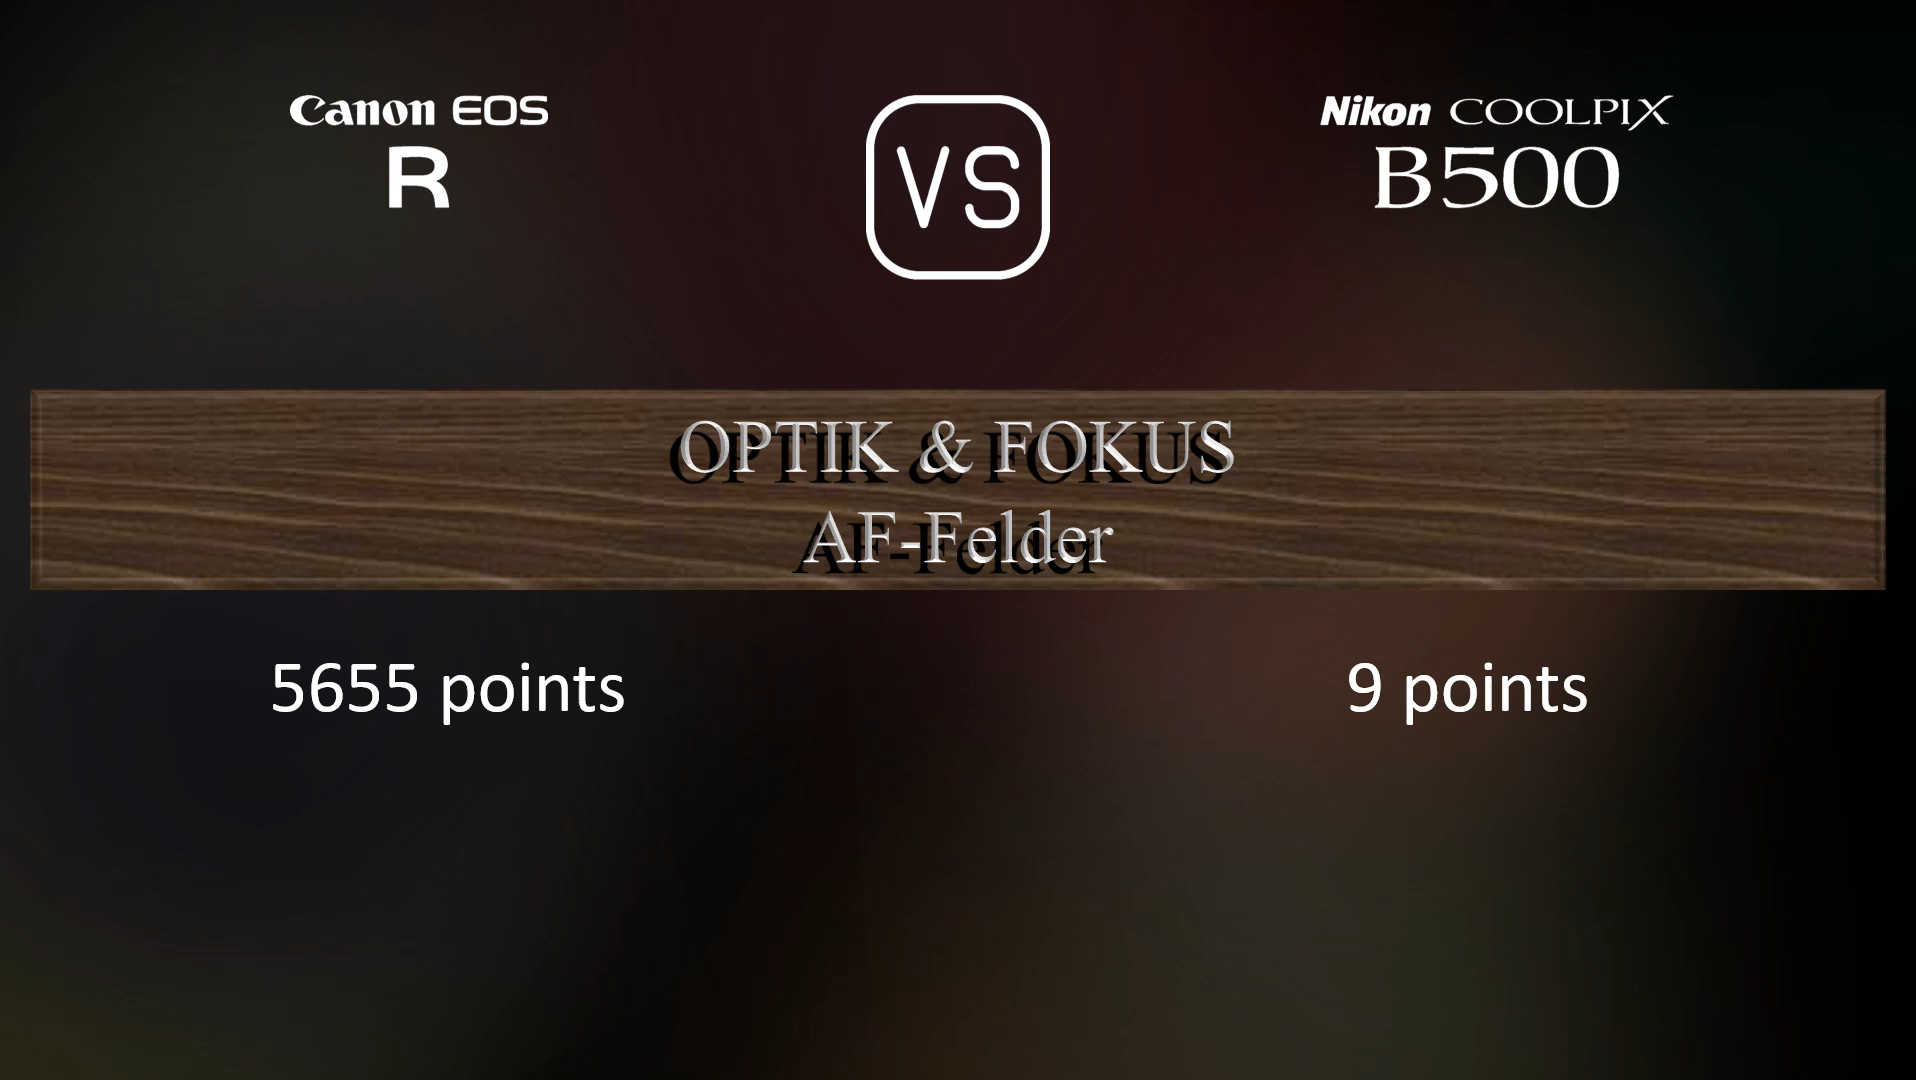 Canon EOS
R
VS
Nikon COOLPIX
B500
OPTIK & FOKUS
AF-Felder
5655 points
9 points